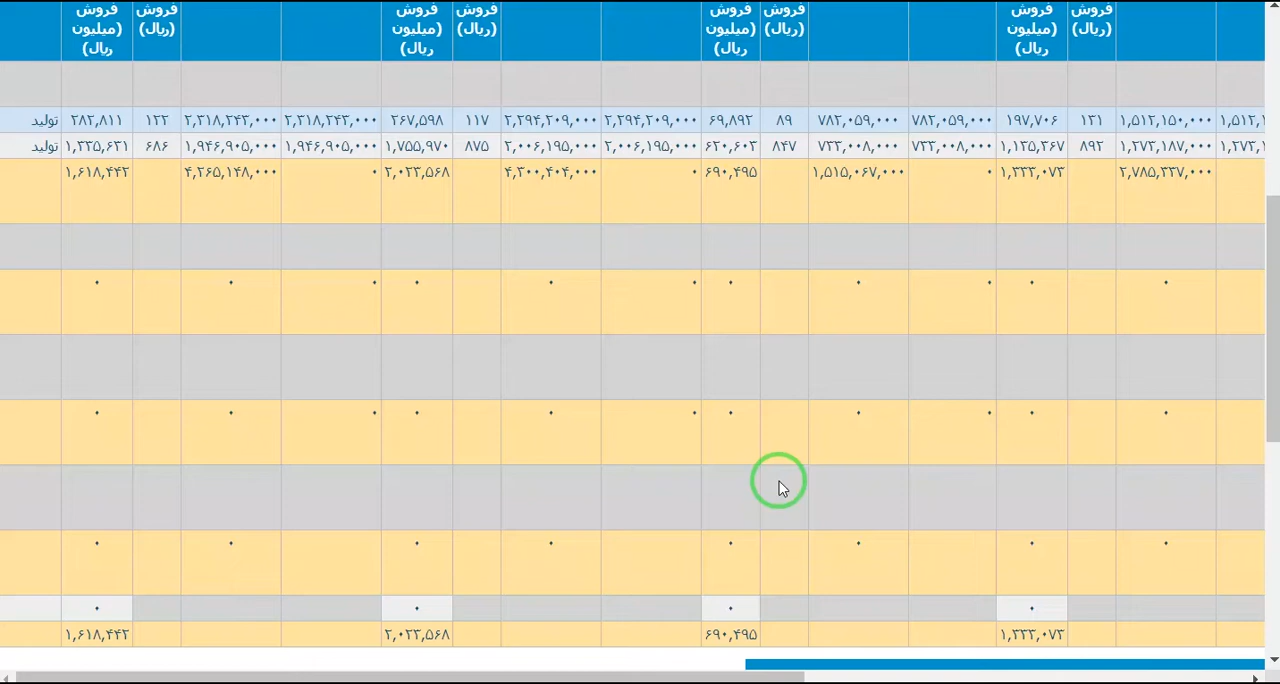 فروش فروش فروش فروش فروش فروش فروش فروش
(ریال) (میلیون (ریال) (میلیون (ریال) (میلیون (ریال) (میلیون
ریال) ریال) ریال) ریال)
۱,۵۱۲,۱۵۰,۰۰۰ ۱۳۱ ۱۹۷,۷۰۶ ۷۸۲,۰۵۹,۰۰۰ ۷۸۲,۰۵۹,۰۰۰ ۸۹ ۶۹,۸۹۲ ۲,۲۹۴,۲۰۹,۰۰۰ ۲,۲۹۴,۲۰۹,۰۰۰ ۱۱۷ ۲۶۷,۵۹۸ ۲,۳۱۸,۲۴۳,۰۰۰ ۲,۳۱۸,۲۴۳,۰۰۰ ۱۲۲ ۲۸۲,۸۱۱ تولید
۱,۲۷۳,۱۸۷,۰۰۰ ۸۹۲ ۱,۱۳۵,۳۶۷ ۷۳۳,۰۰۸,۰۰۰ ۷۳۳,۰۰۸,۰۰۰ ۸۴۷ ۶۲۰,۶۰۳ ۲,۰۰۶,۱۹۵,۰۰۰ ۲,۰۰۶,۱۹۵,۰۰۰ ۸۷۵ ۱,۷۵۵,۹۷۰ ۱,۹۴۶,۹۰۵,۰۰۰ ۱,۹۴۶,۹۰۵,۰۰۰ ۶۸۶ ۱,۳۳۵,۶۳۱ تولید
۲,۷۸۵,۳۳۷,۰۰۰ ۱,۳۳۳,۰۷۳ ۰ ۱,۵۱۵,۰۶۷,۰۰۰ ۶۹۰,۴۹۵ ۰ ۴,۳۰۰,۴۰۴,۰۰۰ ۲,۰۲۳,۵۶۸ ۰ ۴,۲۶۵,۱۴۸,۰۰۰ ۱,۶۱۸,۴۴۲
۰ ۰ ۰ ۰ ۰ ۰ ۰ ۰ ۰ ۰ ۰
۰ ۰ ۰ ۰ ۰ ۰ ۰ ۰ ۰ ۰ ۰
۰ ۰ ۰ ۰ ۰ ۰ ۰ ۰
۰ ۰ ۰ ۰
۱,۳۳۳,۰۷۳ ۶۹۰,۴۹۵ ۲,۰۲۳,۵۶۸ ۱,۶۱۸,۴۴۲